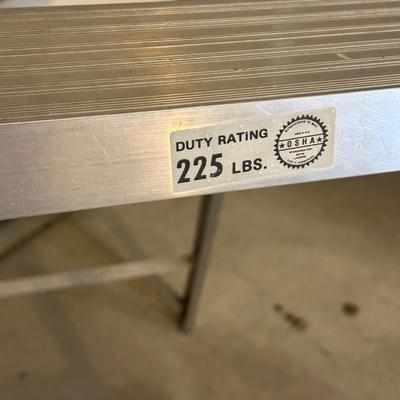 DUTY RATING
225 LBS.
OSHA